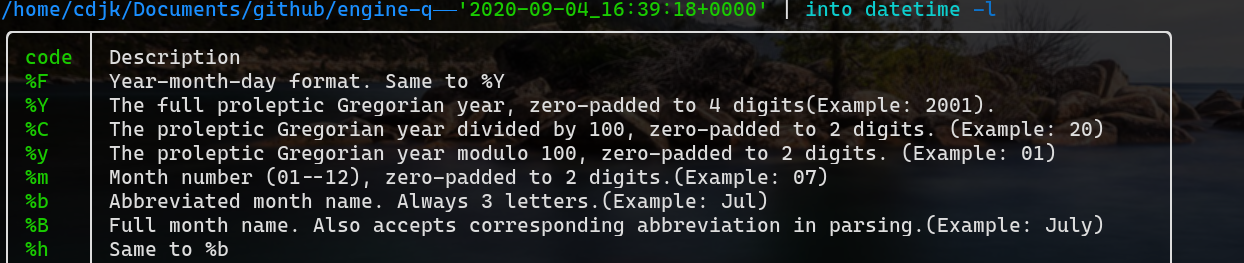 /home/cdjk/Documents/github/engine-q——'2020-09-04_16:39:18+0000' | into datetime -l
code Description
%F Year-month-day format. Same to %Y
%Y The full proleptic Gregorian year, zero-padded to 4 digits(Example: 2001).
%C The proleptic Gregorian year divided by 100, zero-padded to 2 digits. (Example: 20)
%y The proleptic Gregorian year modulo 100, zero-padded to 2 digits. (Example: 01)
%m Month number (01--12), zero-padded to 2 digits.(Example: 07)
%b Abbreviated month name. Always 3 letters.(Example: Jul)
%B Full month name. Also accepts corresponding abbreviation in parsing.(Example: July)
%h Same to %b